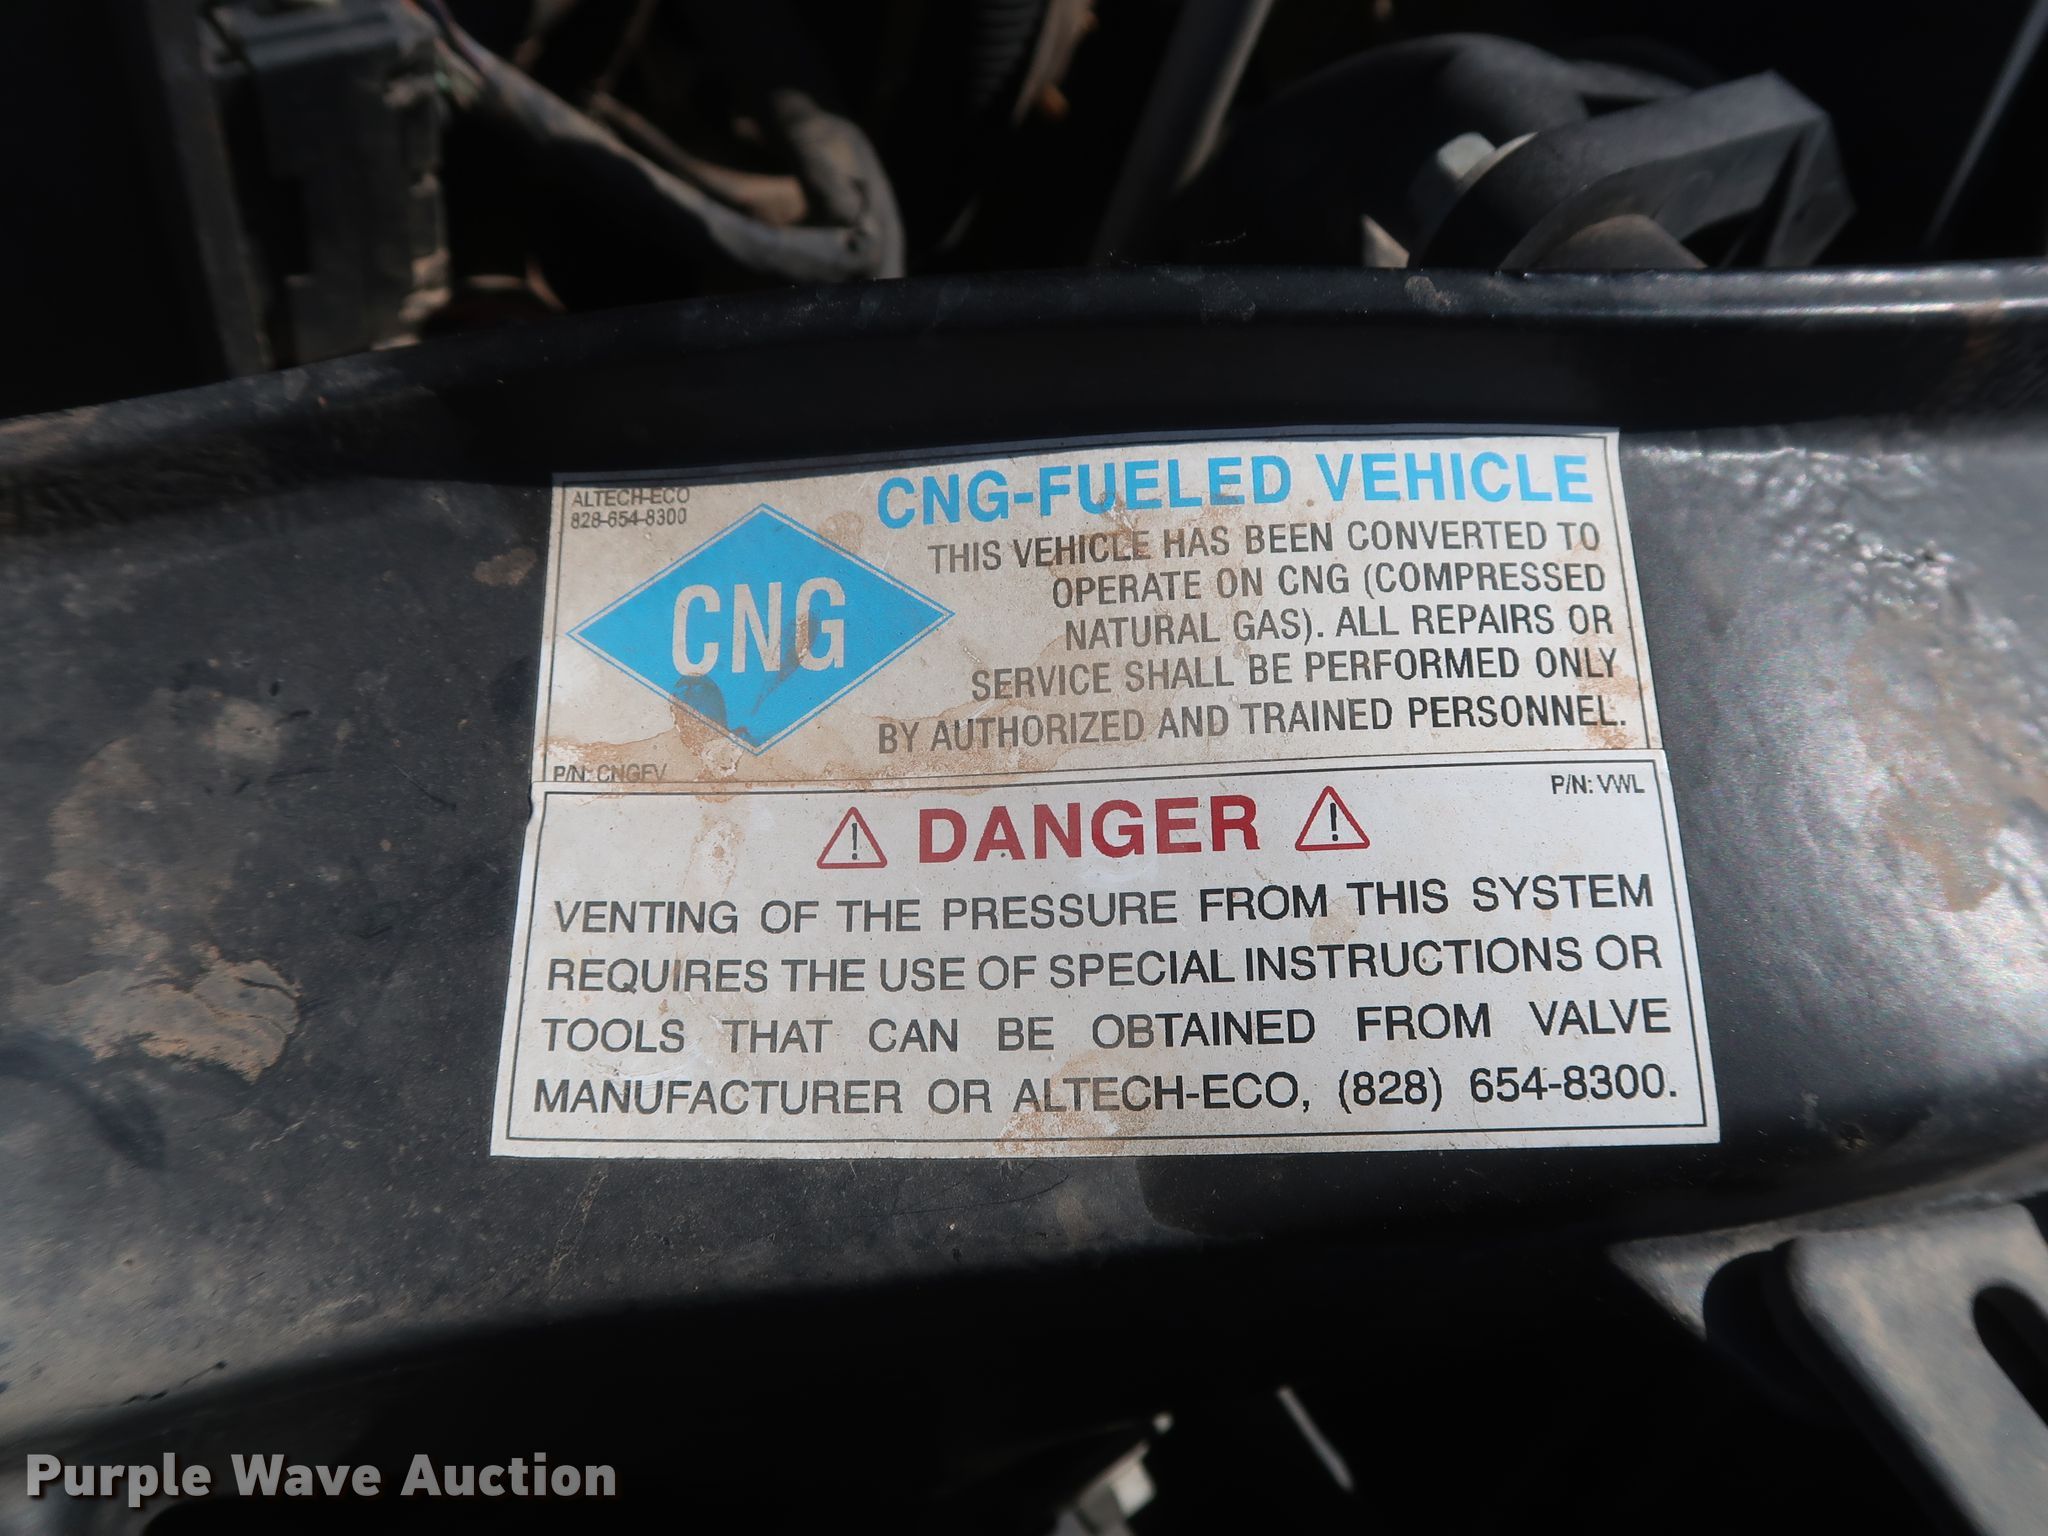 ALTECH-ECO
828-654-8300
CNG
CNG-FUELED VEHICLE
THIS VEHICLE HAS BEEN CONVERTED TO
OPERATE ON CNG (COMPRESSED
NATURAL GAS). ALL REPAIRS OR
SERVICE SHALL BE PERFORMED ONLY
BY AUTHORIZED AND TRAINED PERSONNEL.
P/N: CNGFV
P/N: VWL
DANGER
VENTING OF THE PRESSURE FROM THIS SYSTEM
REQUIRES THE USE OF SPECIAL INSTRUCTIONS OR
TOOLS THAT CAN BE OBTAINED FROM VALVE
MANUFACTURER OR ALTECH-ECO, (828) 654-8300.
Purple Wave Auction